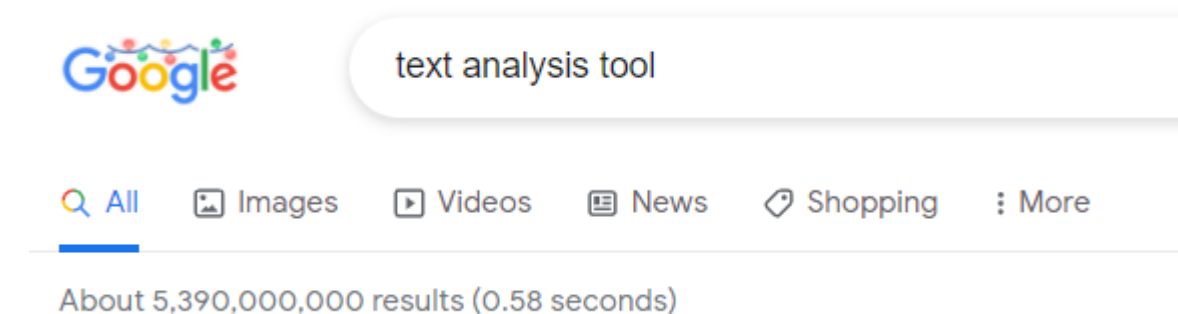 Google text analysis tool
All Images Videos News Shopping More
About 5,390,000,000 results (0.58 seconds)